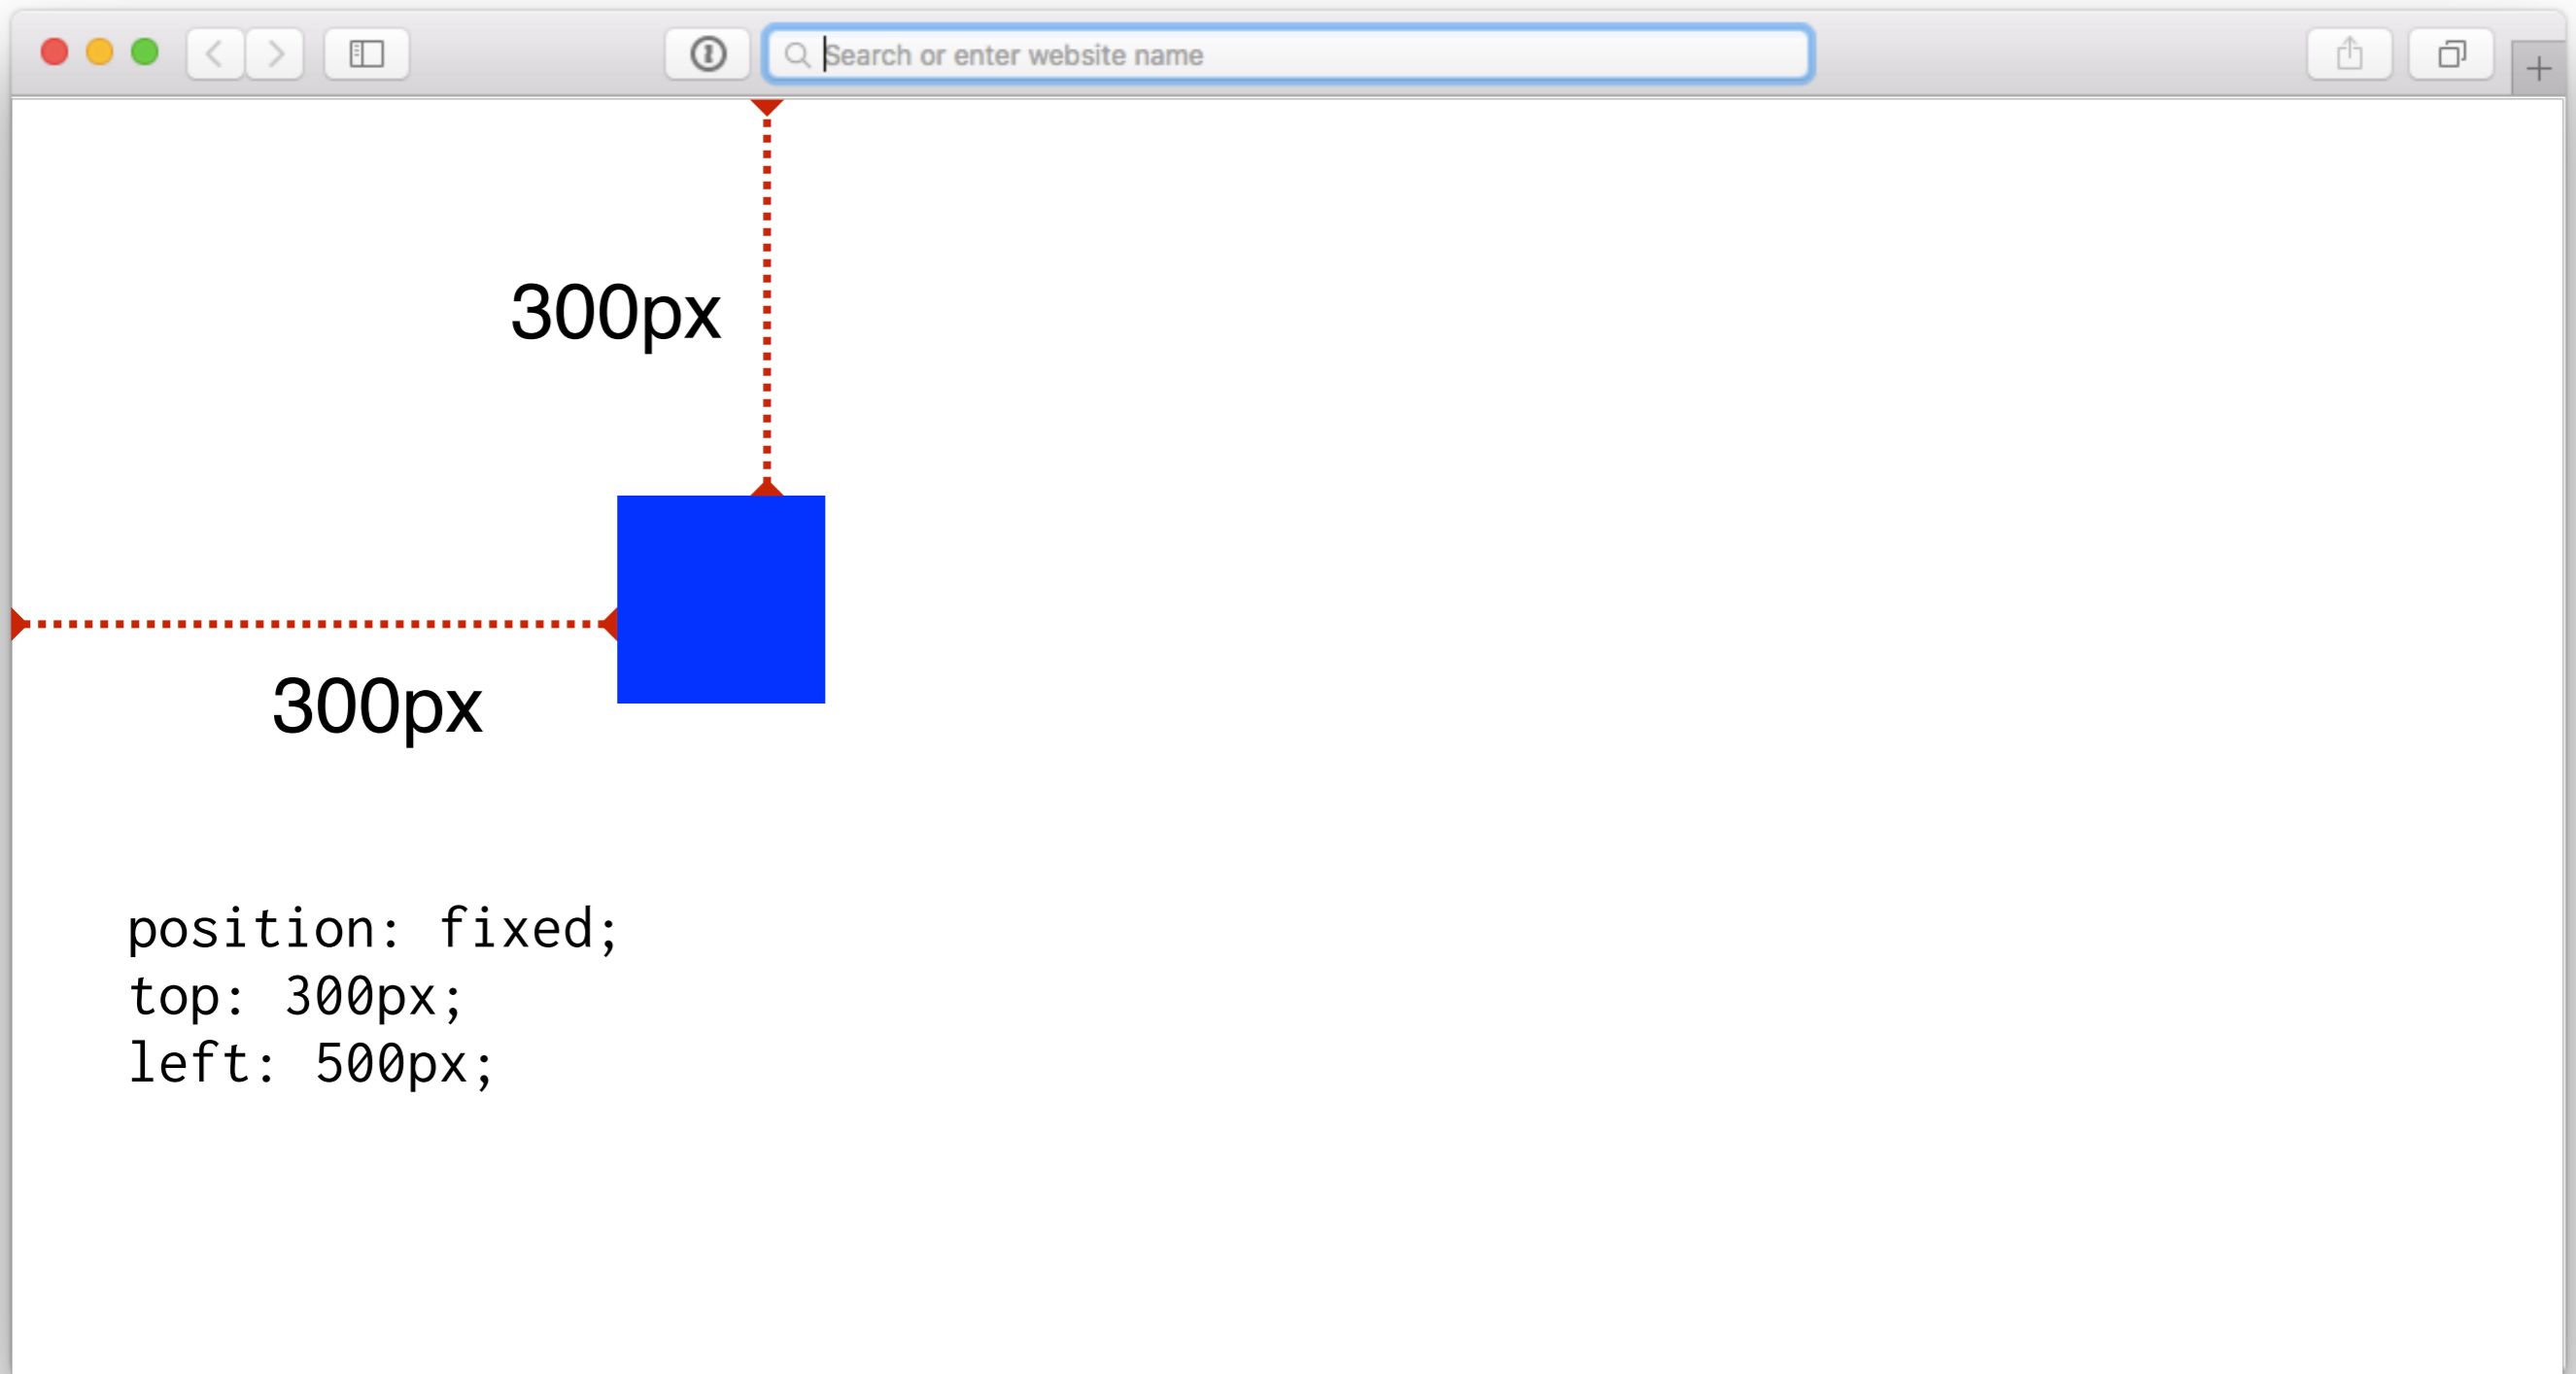 Search or enter website name
300px
300px
position: fixed;
top: 300px;
left: 500px;